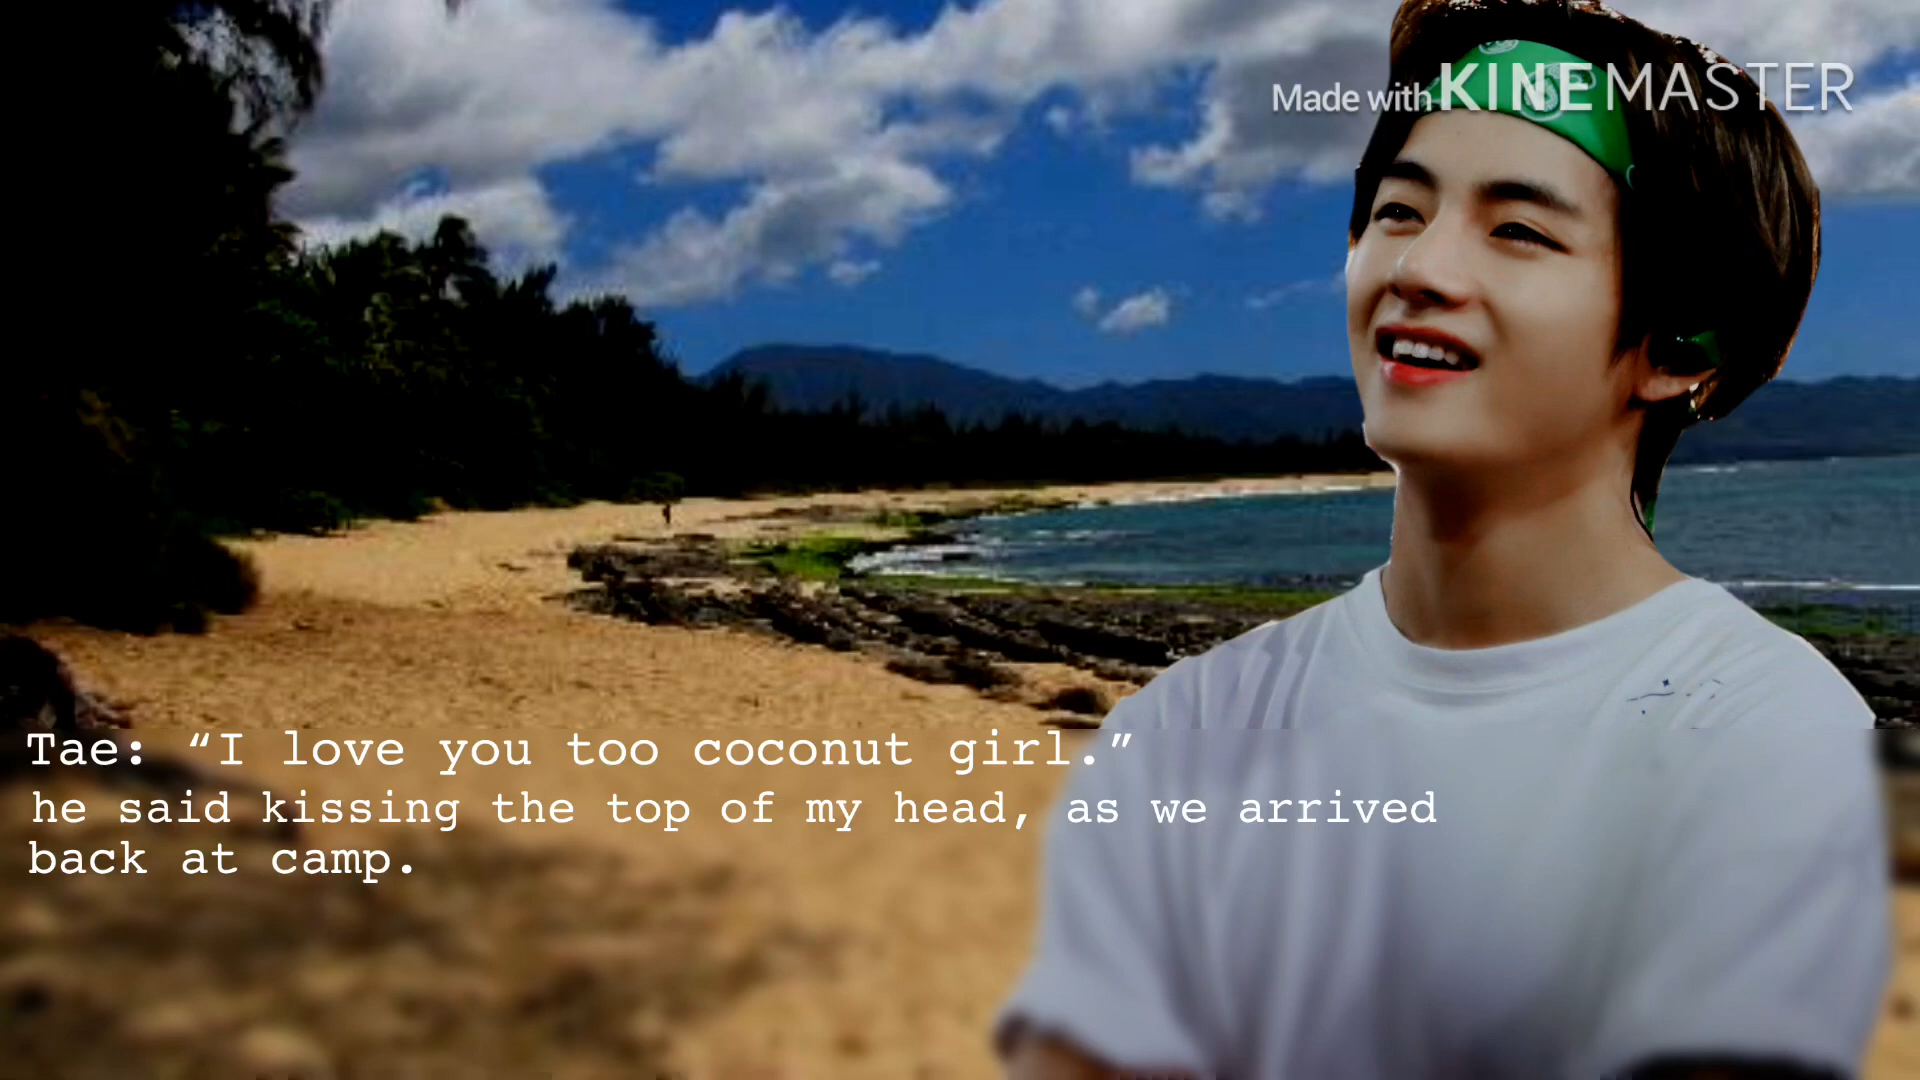 Made with KINEMASTER
Tae: “I love you too coconut girl.”
he said kissing the top of my head, as we arrived
back at camp.